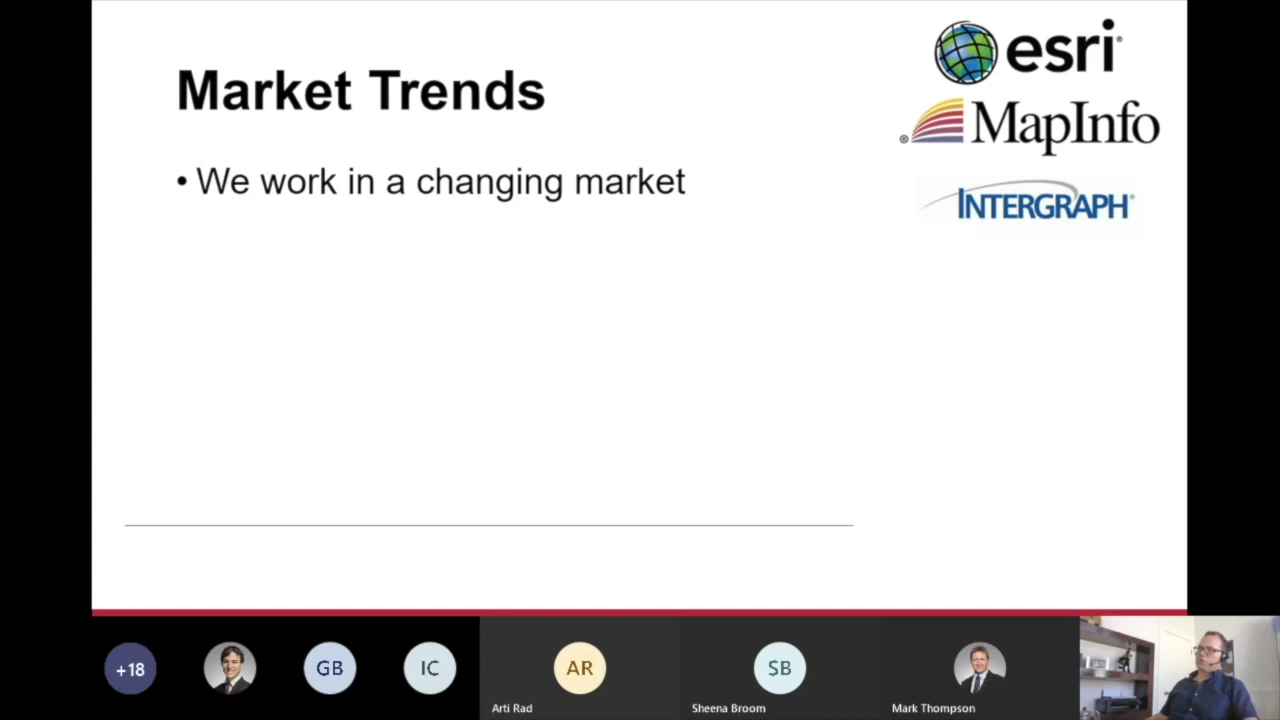 esri®
Market Trends
® MapInfo
• We work in a changing market
INTERGRAPH®
+18
GB
IC
AR
SB
Arti Rad
Sheena Broom
Mark Thompson